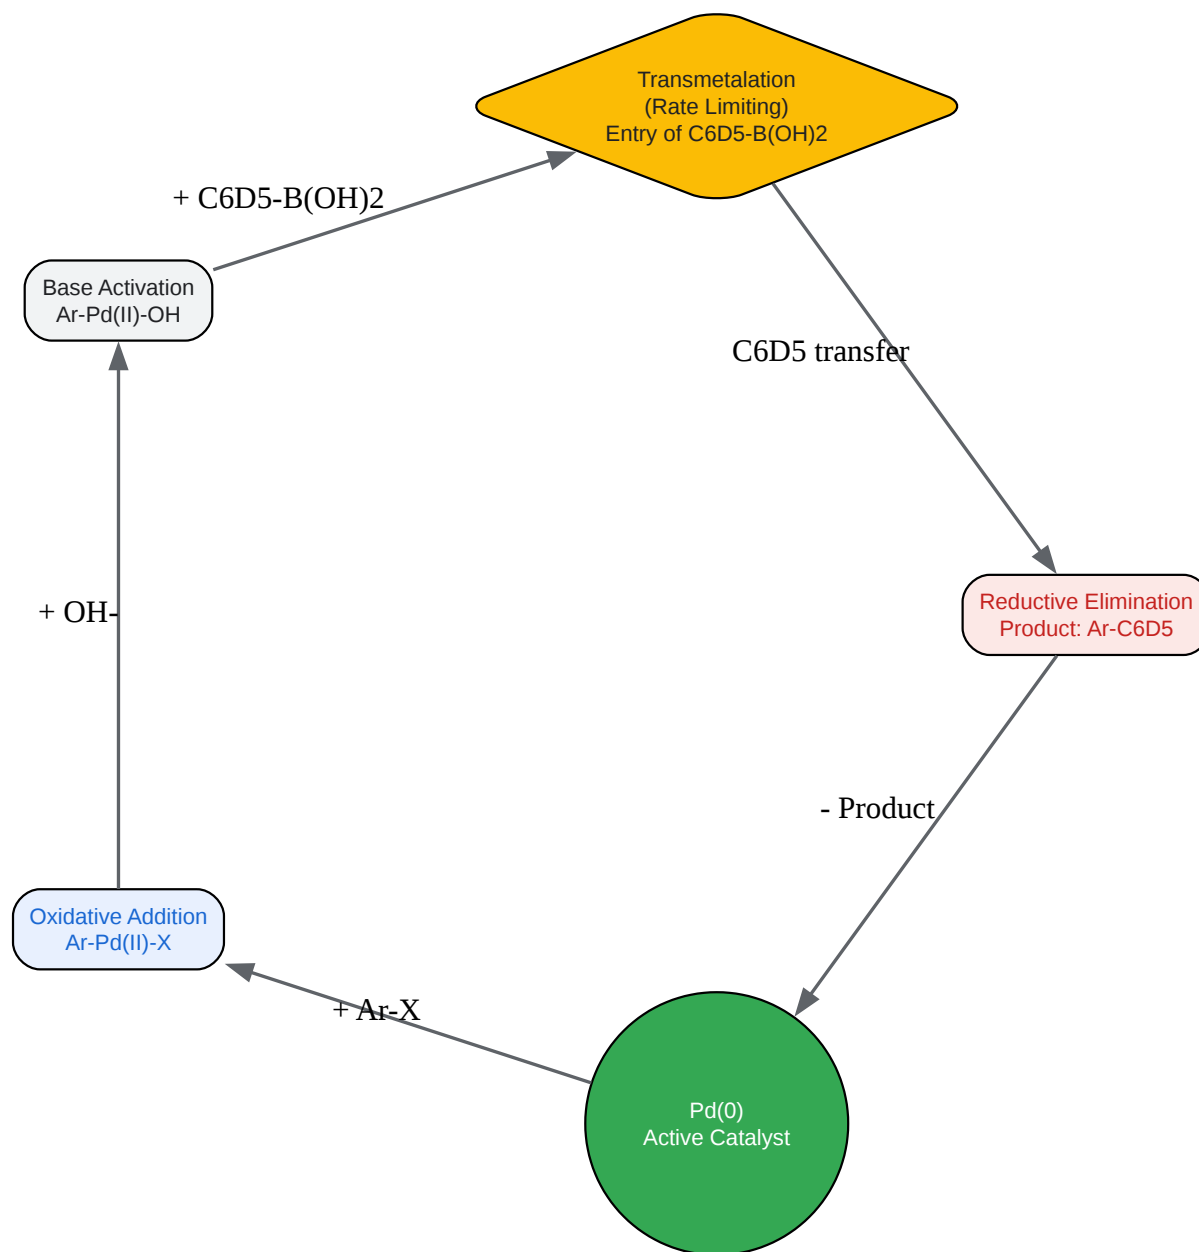 Transmetalation
(Rate Limiting)
Entry of C6D5-B(OH)2
+ C6D5-B(OH)2
Base Activation
Ar-Pd(II)-OH
C6D5 transfer
+ OH-
Reductive Elimination
Product: Ar-C6D5
- Product
Oxidative Addition
Ar-Pd(II)-X
+ Ar-X
Pd(0)
Active Catalyst